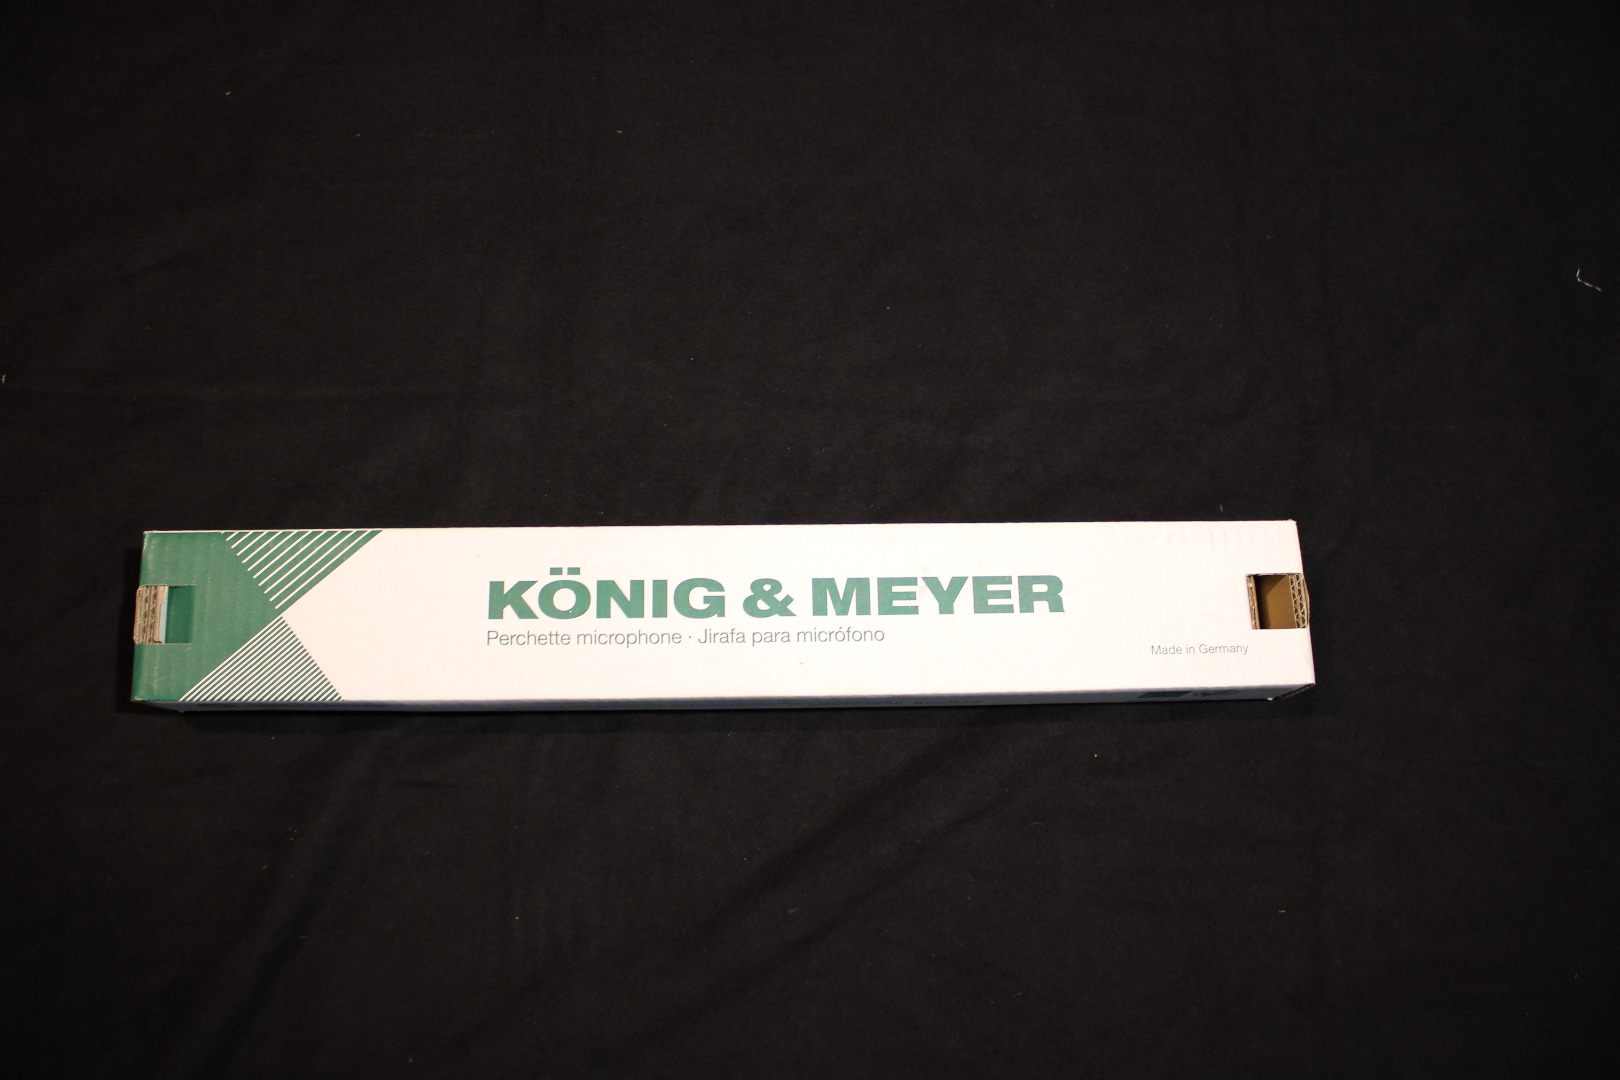 KÖNIG & MEYER
Perchette microphone · Jirafa para micrófono
Made in Germany